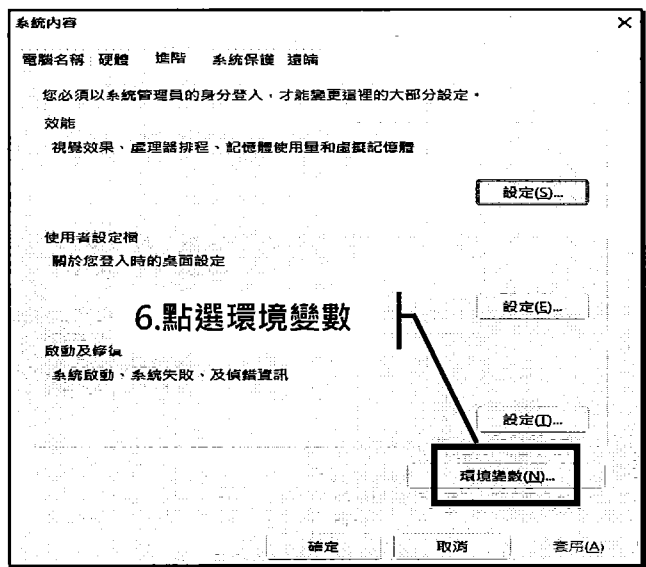 系統內容
電腦名稱 硬體 進階 系統保護 遠端
您必須以系統管理員的身分登入，才能變更這裡的大部分設定。
效能
視覺效果、處理器排程、記憶體使用量和虛擬記憶體
設定(S)...
使用者設定檔
關於您登入時的桌面設定
設定(E)...
6.點選環境變數
啟動及修復
系統啟動、系統失敗、及偵錯資訊
設定(T)...
環境變數(N)...
確定 取消 套用(A)